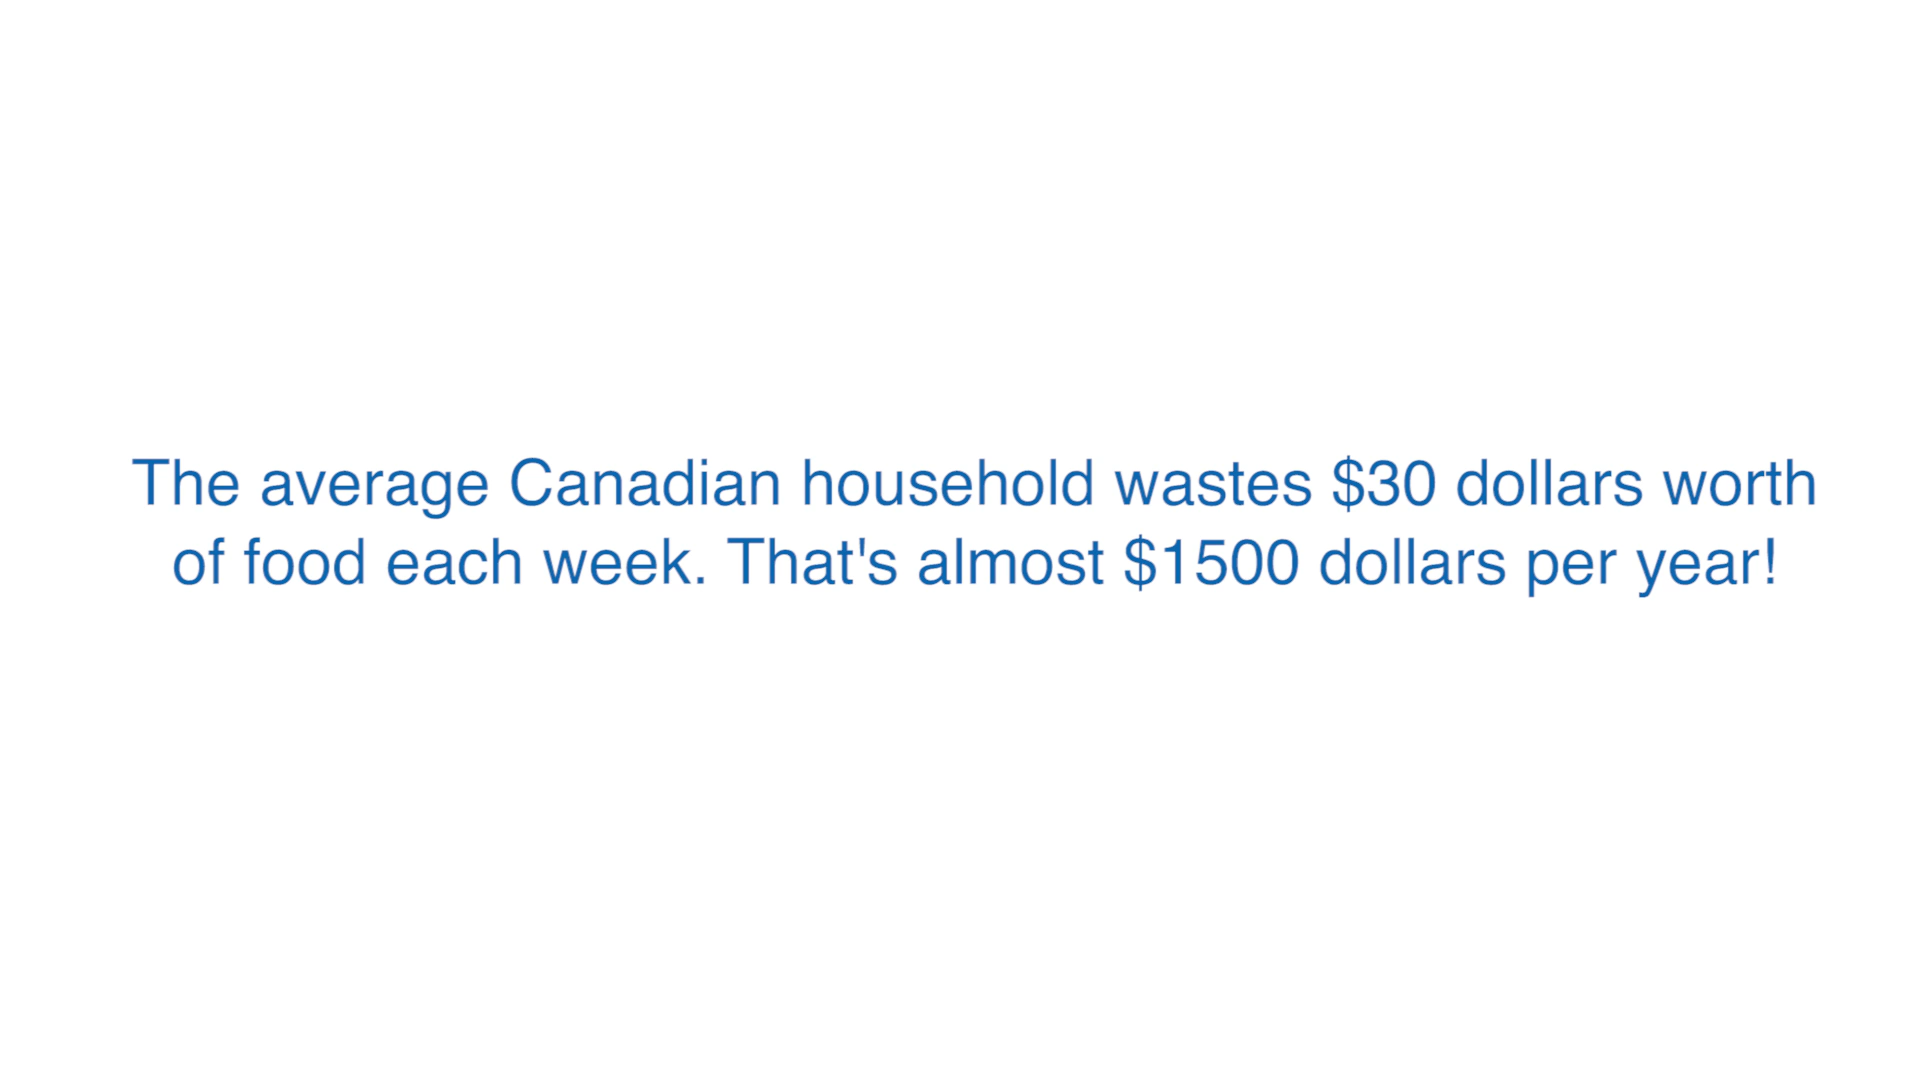 The average Canadian household wastes $30 dollars worth
of food each week. That's almost $1500 dollars per year!